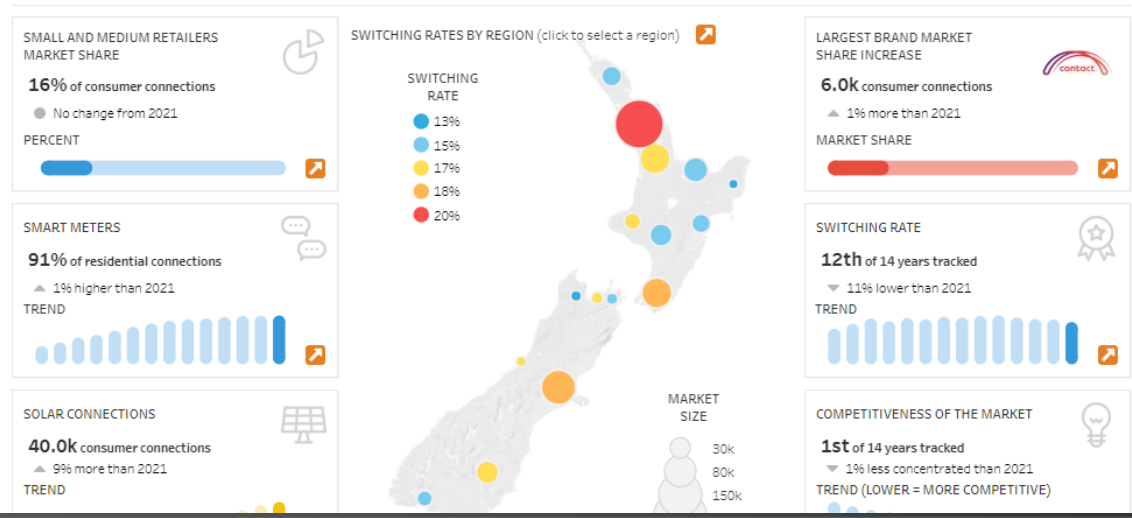 SMALL AND MEDIUM RETAILERS
MARKET SHARE
16% of consumer connections
No change from 2021
PERCENT
SMART METERS
91% of residential connections
1% higher than 2021
TREND
SOLAR CONNECTIONS
40.0k consumer connections
9% more than 2021
TREND
SWITCHING RATES BY REGION (click to select a region)
SWITCHING
RATE
13%
15%
17%
18%
20%
MARKET
SIZE
30k
80k
150k
LARGEST BRAND MARKET
SHARE INCREASE
contact
6.0k consumer connections
1% more than 2021
MARKET SHARE
SWITCHING RATE
12th of 14 years tracked
11% lower than 2021
TREND
COMPETITIVENESS OF THE MARKET
1st of 14 years tracked
1% less concentrated than 2021
TREND (LOWER = MORE COMPETITIVE)